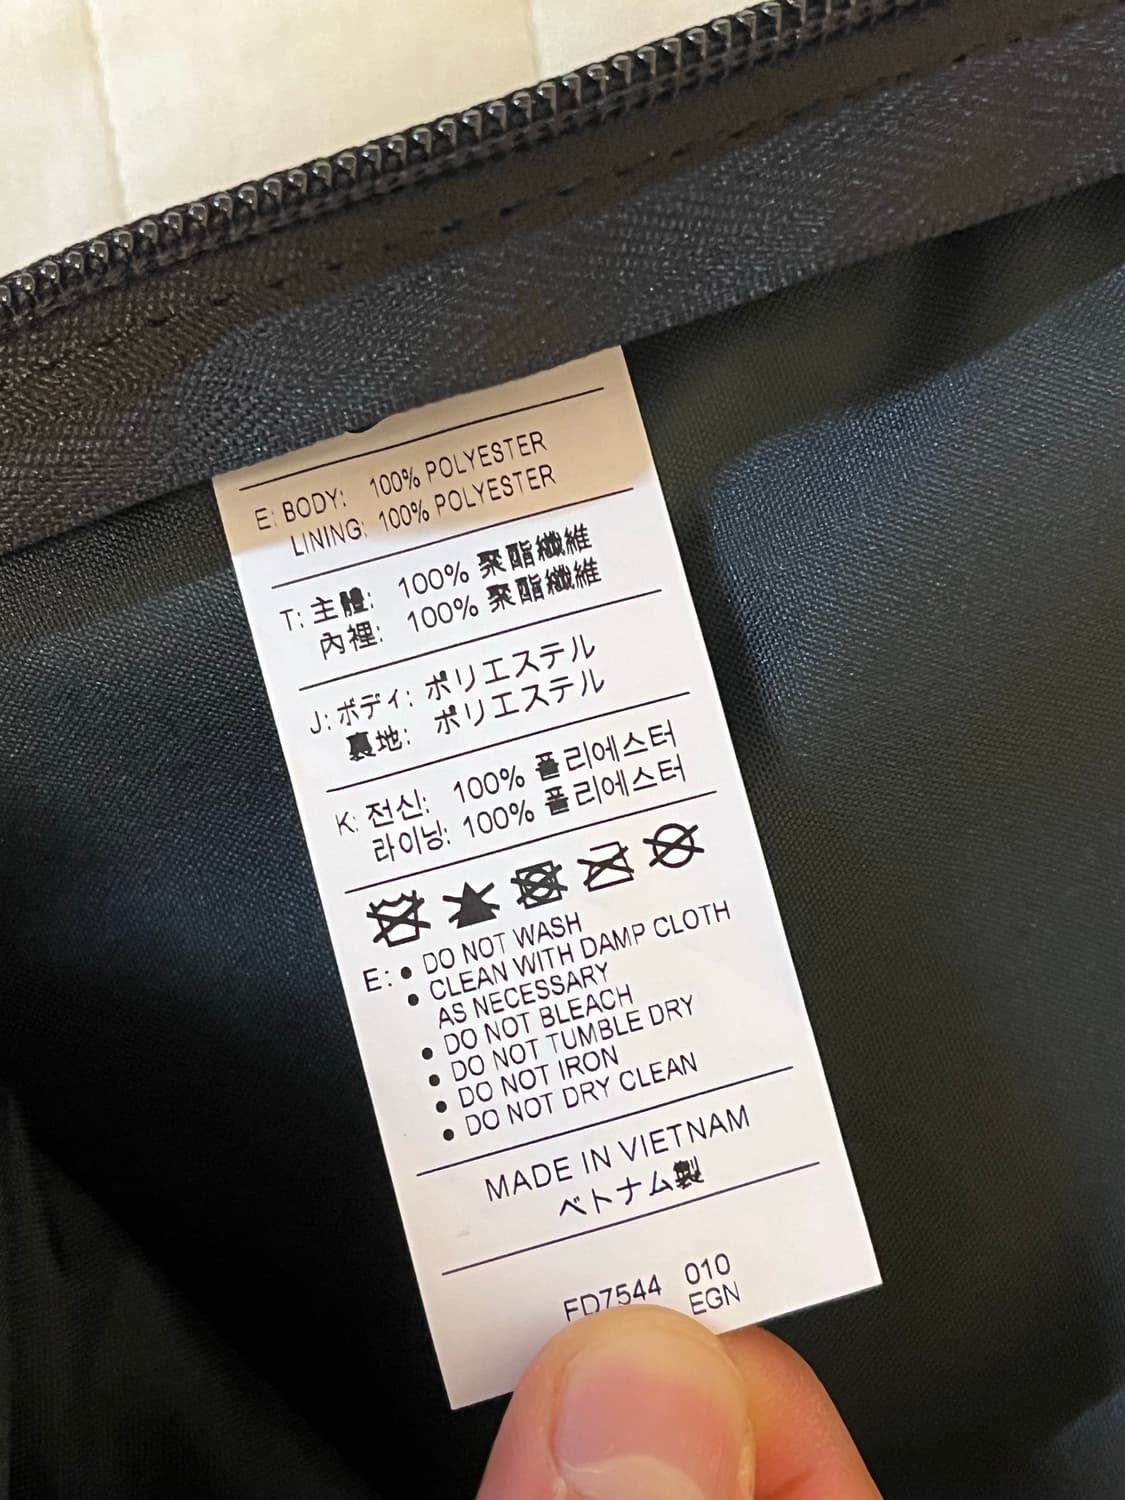 E: BODY: 100% POLYESTER
LINING: 100% POLYESTER
T: 主體: 100% 聚酯纖維
內裡: 100% 聚酯纖維
J: ボディ: ポリエステル
裏地: ポリエステル
K: 전신: 100% 폴리에스터
라이닝: 100% 폴리에스터
E: • DO NOT WASH
• CLEAN WITH DAMP CLOTH
AS NECESSARY
• DO NOT BLEACH
• DO NOT TUMBLE DRY
• DO NOT IRON
• DO NOT DRY CLEAN
MADE IN VIETNAM
ベトナム製
FD7544 010
EGN